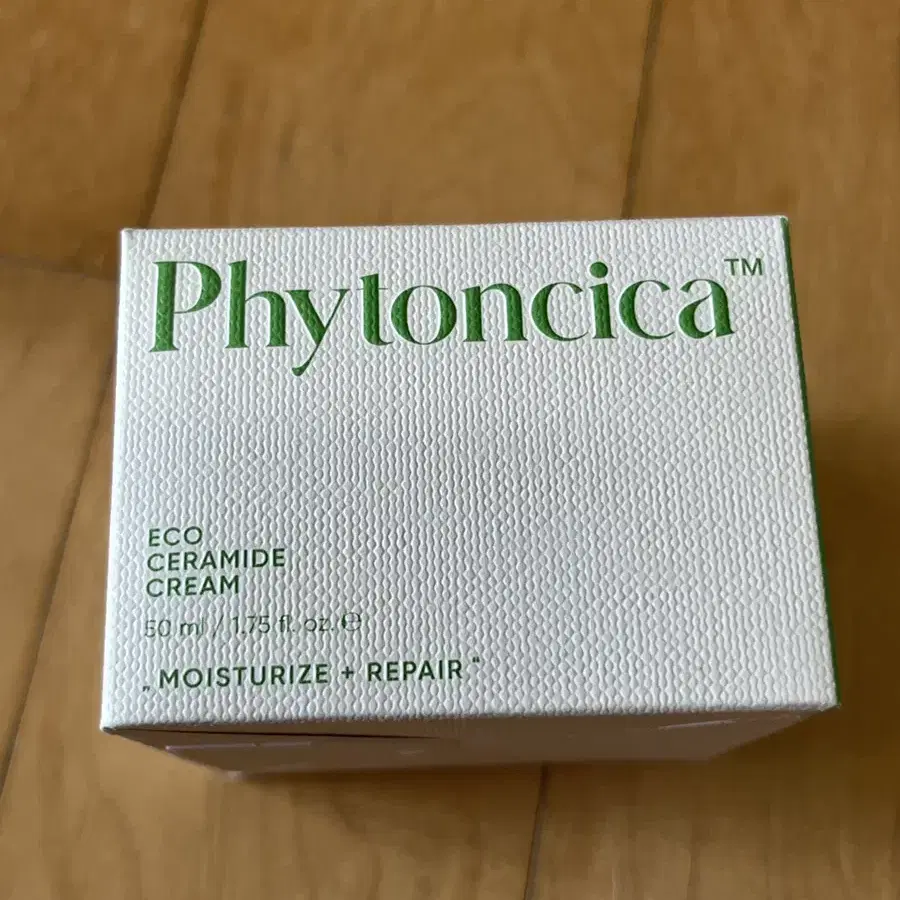 Phytoncica™
ECO
CERAMIDE
CREAM
50 ml / 1.75 fl. oz. ℮
„MOISTURIZE + REPAIR“